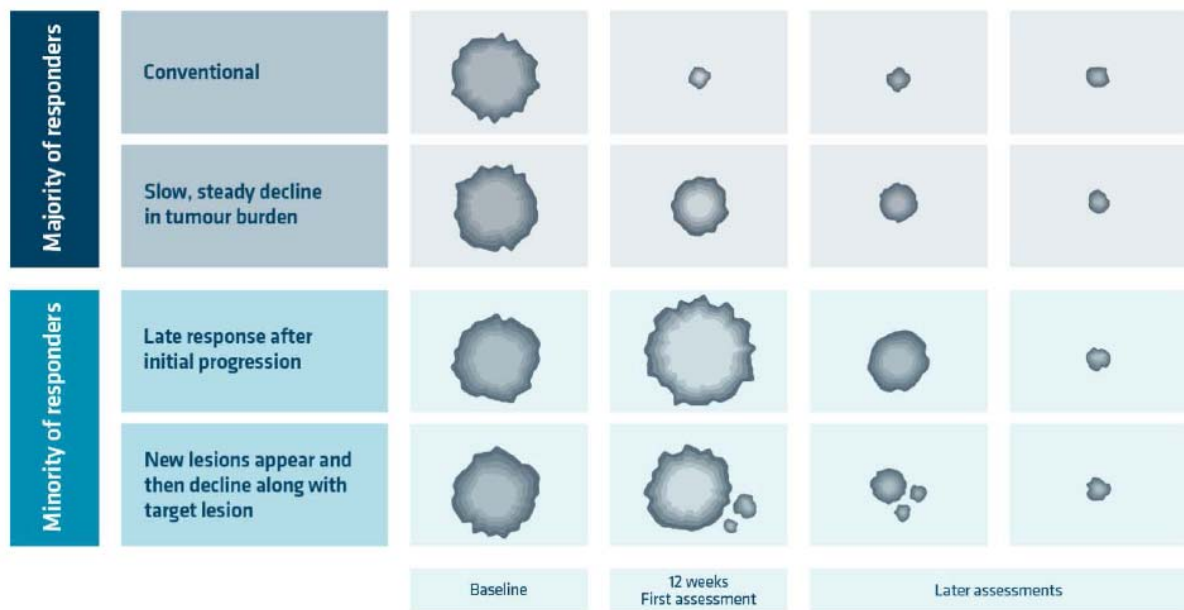 Majority of responders
Conventional
Slow, steady decline
in tumour burden
Minority of responders
Late response after
initial progression
New lesions appear and
then decline along with
target lesion
Baseline
12 weeks
First assessment
Later assessments